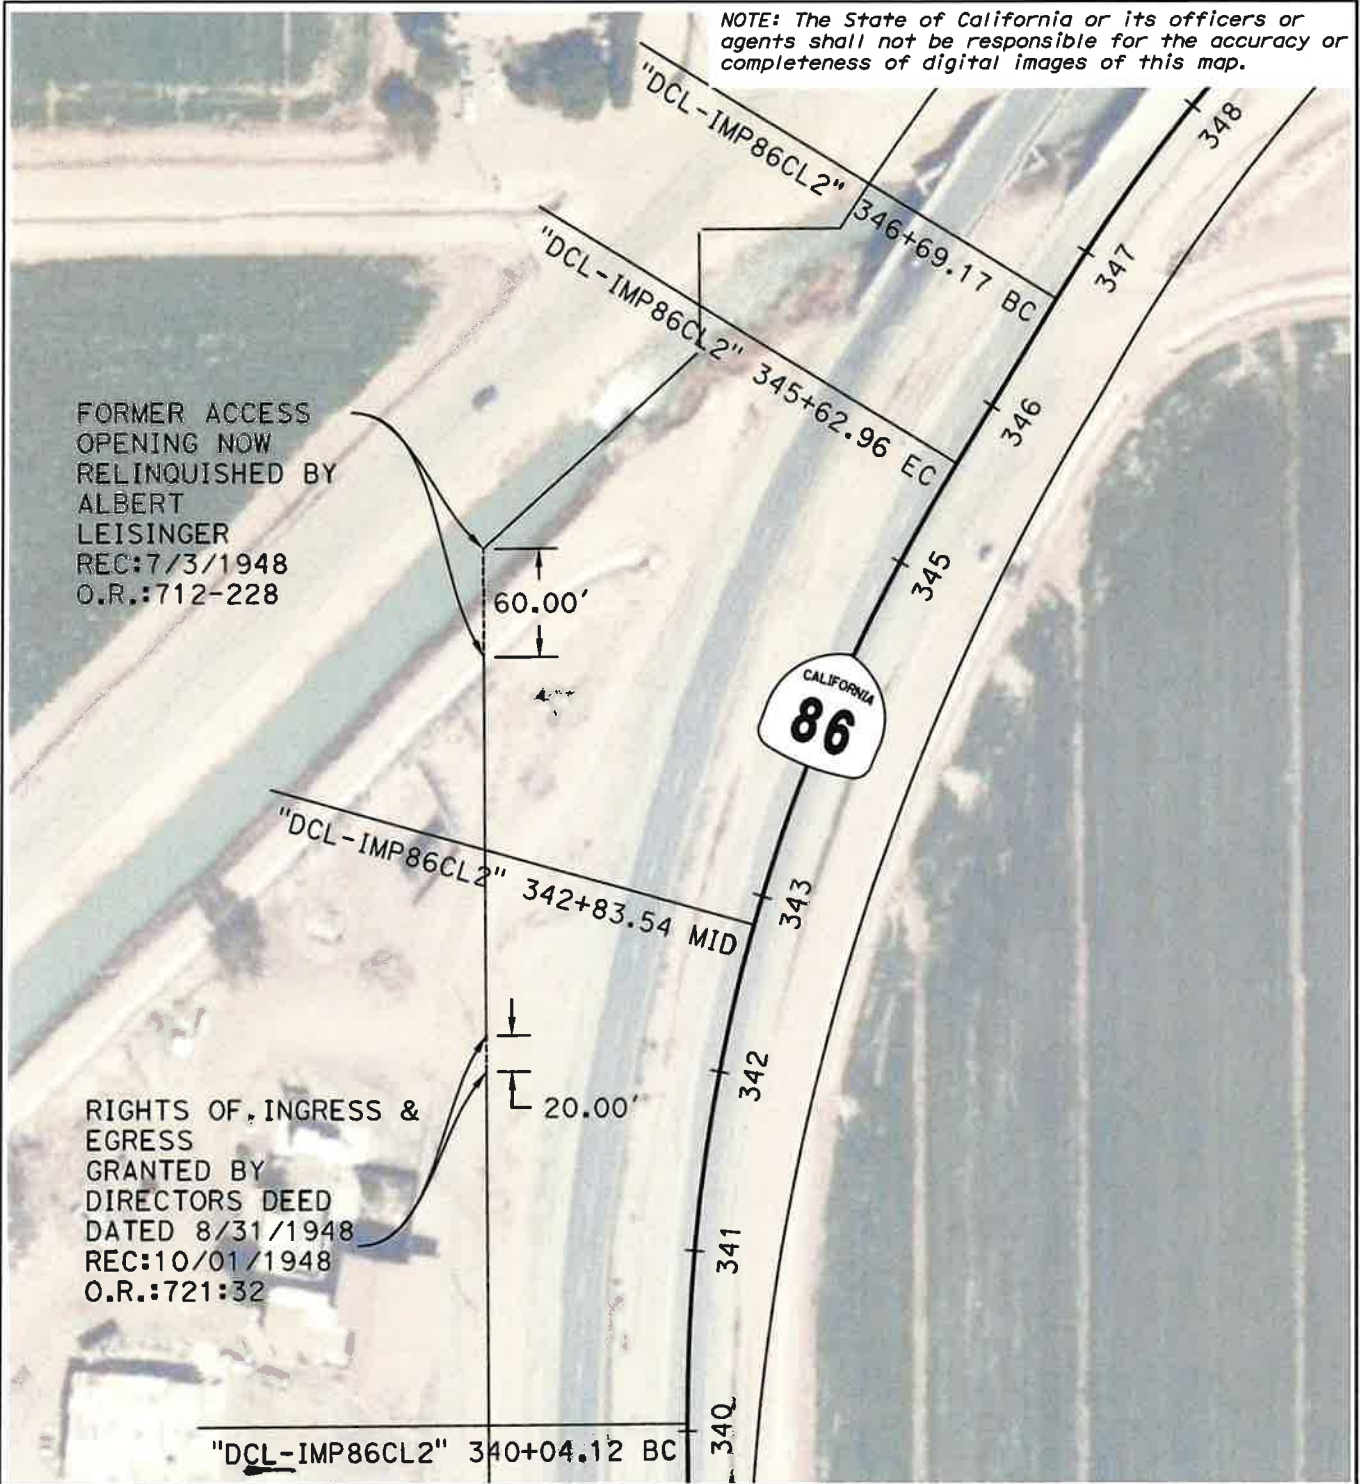 NOTE: The State of California or its officers or
agents shall not be responsible for the accuracy or
completeness of digital images of this map.
"DCL-IMP86CL2" 346+69.17 BC
348
347
"DCL-IMP86CL2" 345+62.96 EC
346
345
FORMER ACCESS
OPENING NOW
RELINQUISHED BY
ALBERT
LEISINGER
REC:7/3/1948
O.R.:712-228
60.00'
CALIFORNIA
86
"DCL-IMP86CL2" 342+83.54 MID
343
342
RIGHTS OF INGRESS &
EGRESS
GRANTED BY
DIRECTORS DEED
DATED 8/31/1948
REC:10/01/1948
O.R.:721:32
20.00'
341
340
"DCL-IMP86CL2" 340+04.12 BC